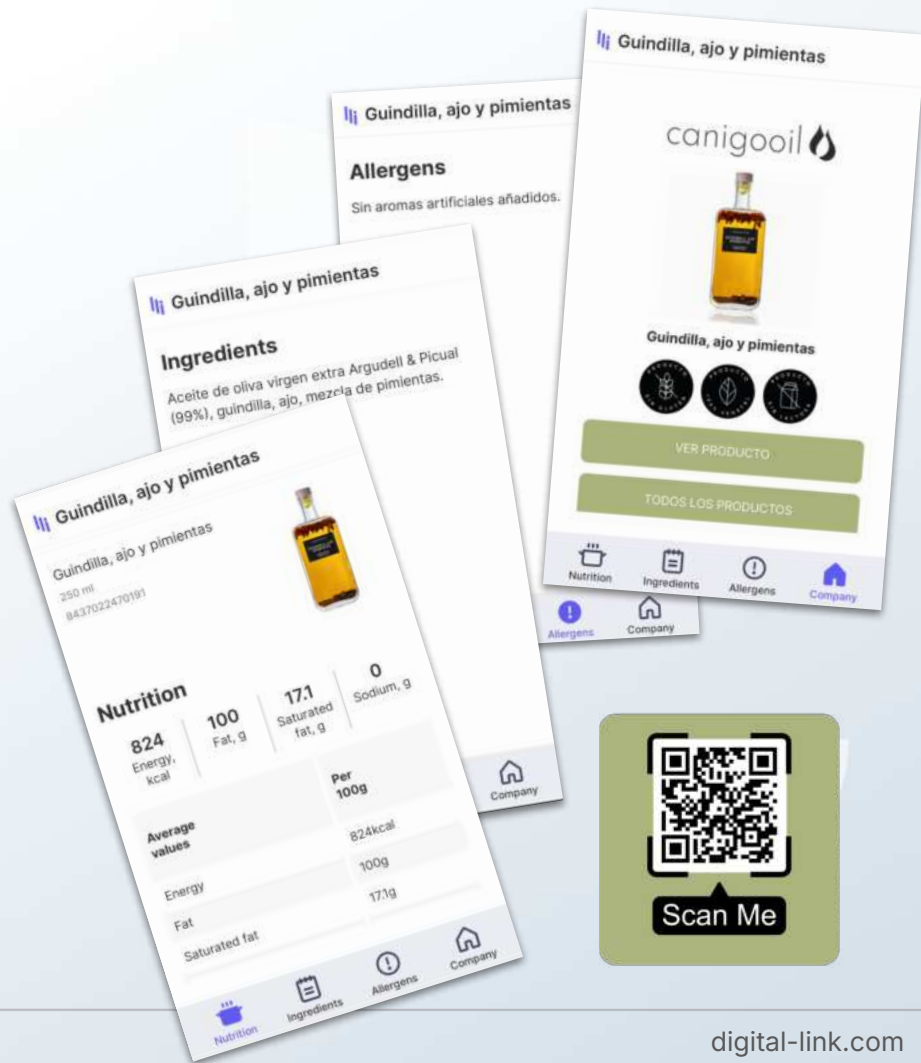 Guindilla, ajo y pimientas
canigooil
Guindilla, ajo y pimientas
VER PRODUCTO
TODOS LOS PRODUCTOS
Nutrition
Ingredients
Allergens
Company
Guindilla, ajo y pimientas
Allergens
Sin aromas artificiales añadidos.
Allergens
Company
Guindilla, ajo y pimientas
Ingredients
Aceite de oliva virgen extra Argudell & Picual
(99%), guindilla, ajo, mezcla de pimientas.
Company
Guindilla, ajo y pimientas
Guindilla, ajo y pimientas
250 ml
8437022470191
Nutrition
824
Energy,
kcal
100
Fat, g
17.1
Saturated
fat, g
0
Sodium, g
Average
values
Per
100g
Energy
824kcal
Fat
100g
Saturated fat
17.1g
Nutrition
Ingredients
Allergens
Company
Scan Me
digital-link.com